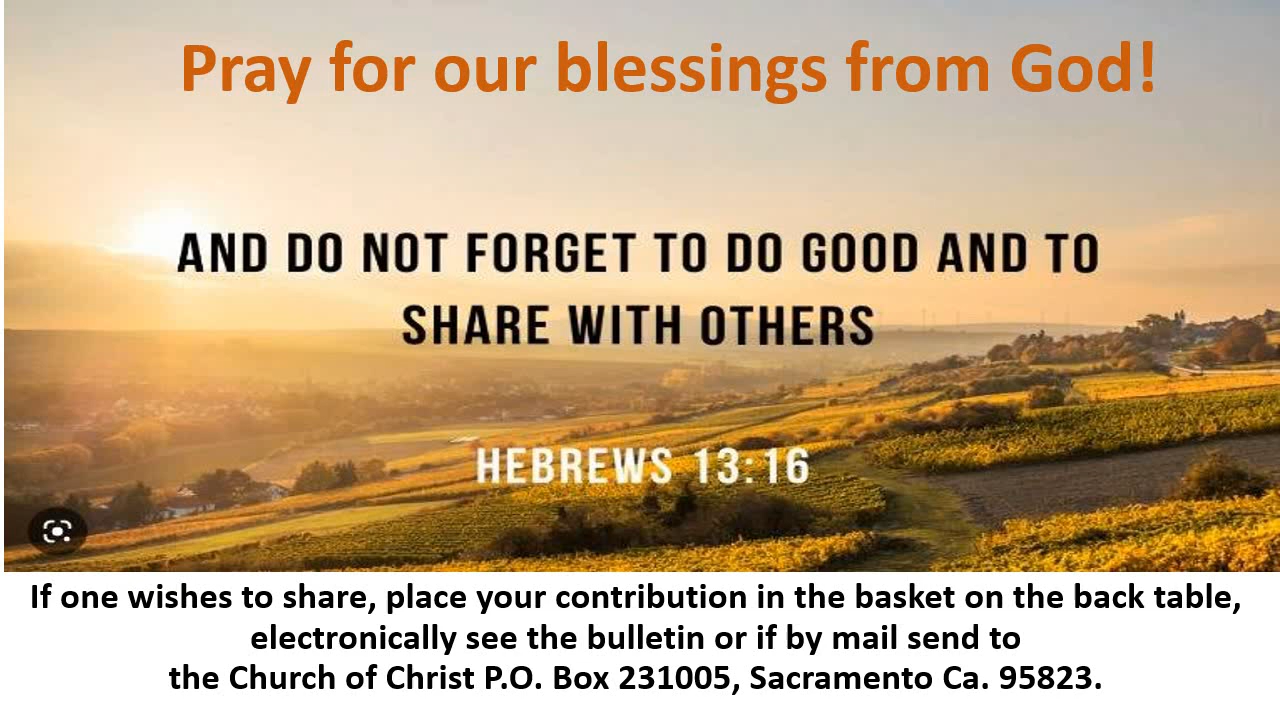 Pray for our blessings from God!
AND DO NOT FORGET TO DO GOOD AND TO
SHARE WITH OTHERS
HEBREWS 13:16
If one wishes to share, place your contribution in the basket on the back table,
electronically see the bulletin or if by mail send to
the Church of Christ P.O. Box 231005, Sacramento Ca. 95823.